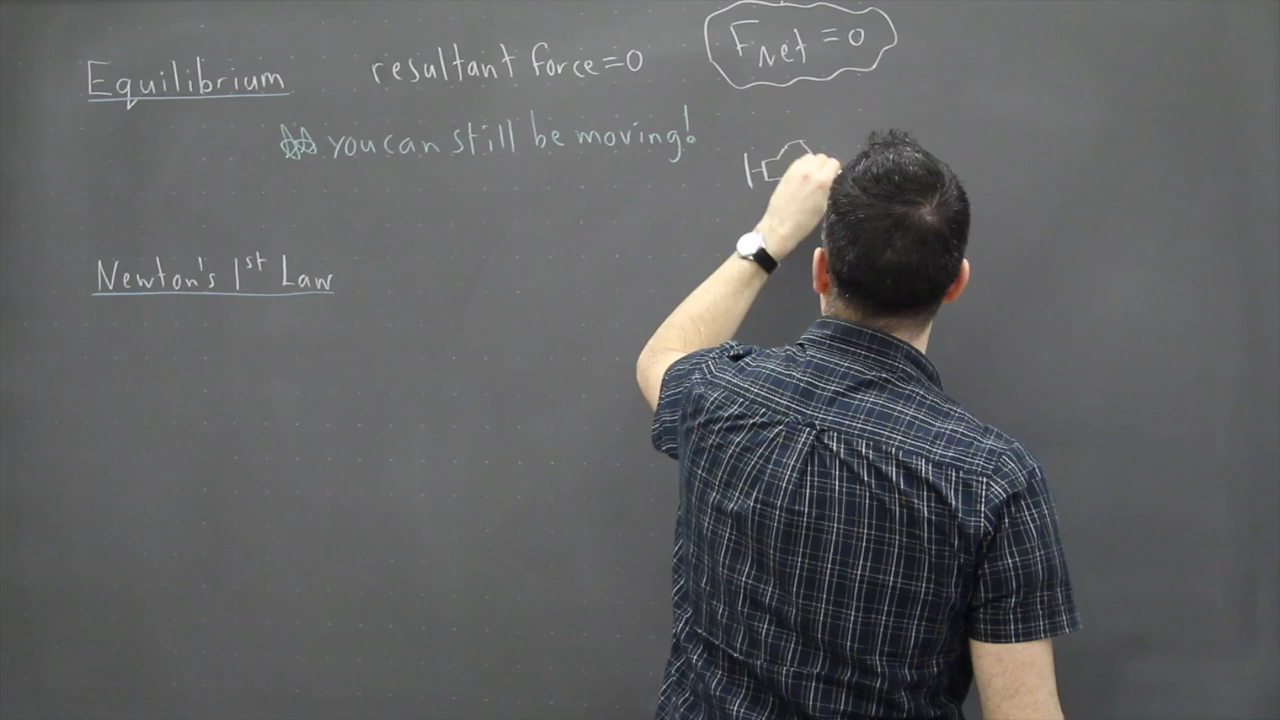 Equilibrium resultant force=0 FNet=0
you can still be moving!
Newton's 1st Law